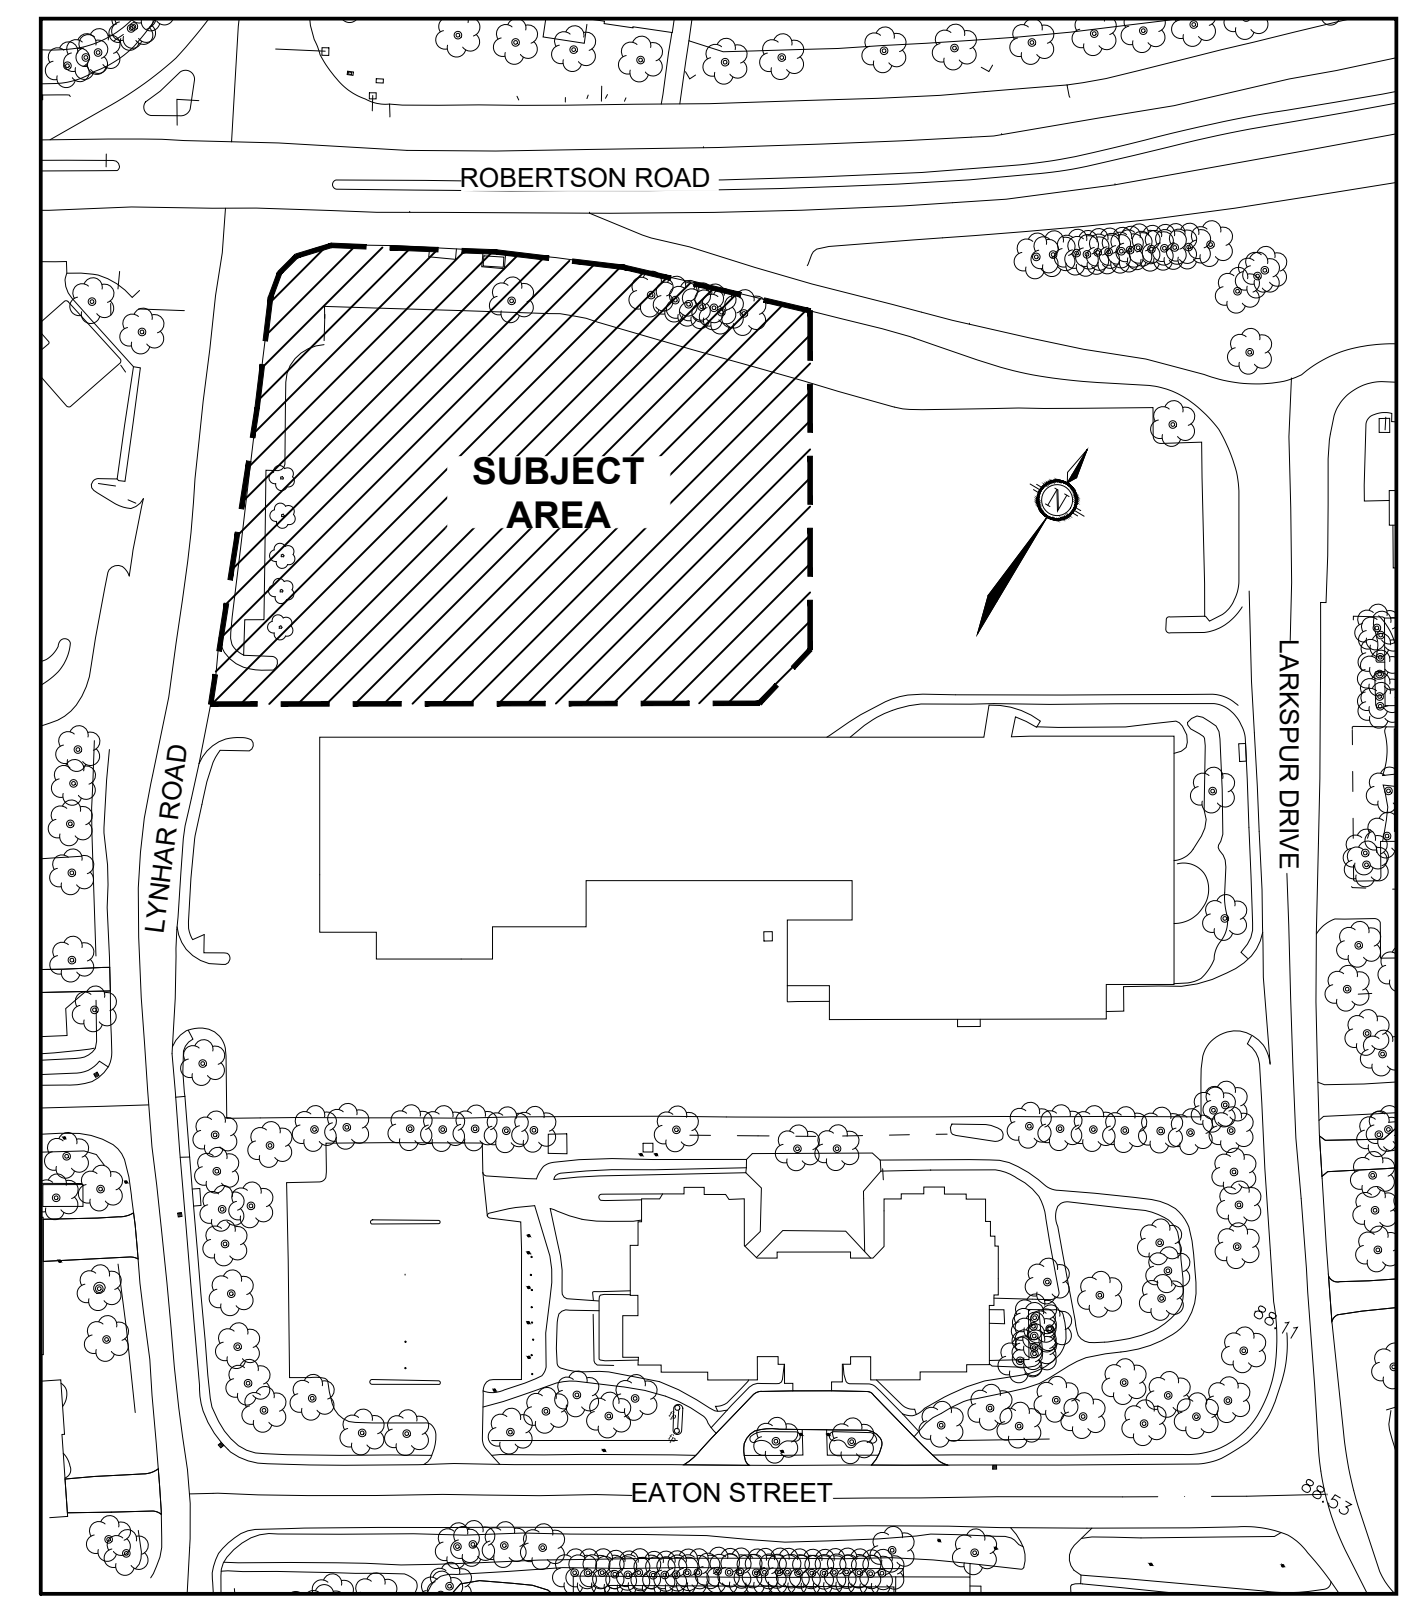 ROBERTSON ROAD
SUBJECT
AREA
N
LARKSPUR DRIVE
LYNHAR ROAD
88.11
EATON STREET
88.53